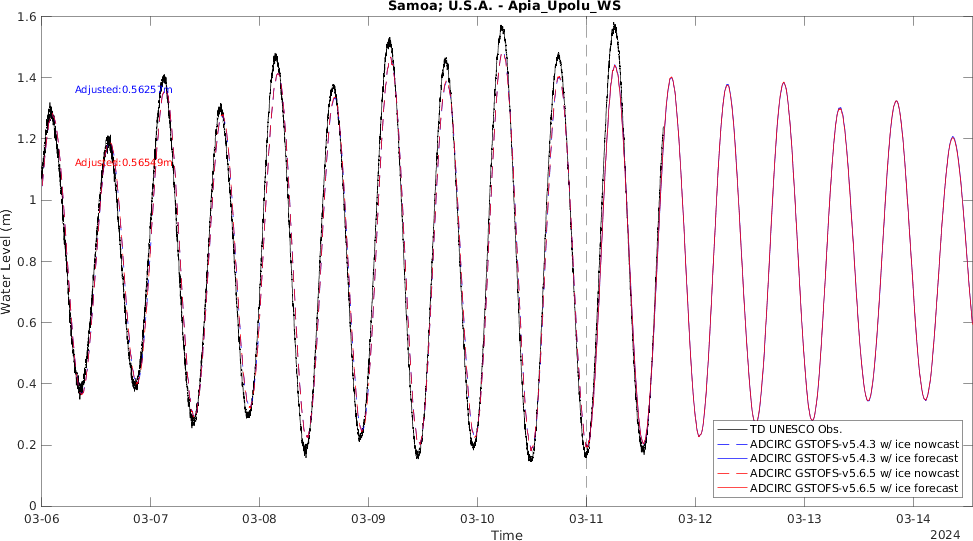 Samoa; U.S.A. - Apia_Upolu_WS
1.6
1.4
1.2
1
0.8
0.6
0.4
0.2
0
Water Level (m)
Adjusted:0.56257m
Adjusted:0.56549m
TD UNESCO Obs.
ADCIRC GSTOFS-v5.4.3 w/ ice nowcast
ADCIRC GSTOFS-v5.4.3 w/ ice forecast
ADCIRC GSTOFS-v5.6.5 w/ ice nowcast
ADCIRC GSTOFS-v5.6.5 w/ ice forecast
03-06 03-07 03-08 03-09 03-10 03-11 03-12 03-13 03-14
Time
2024